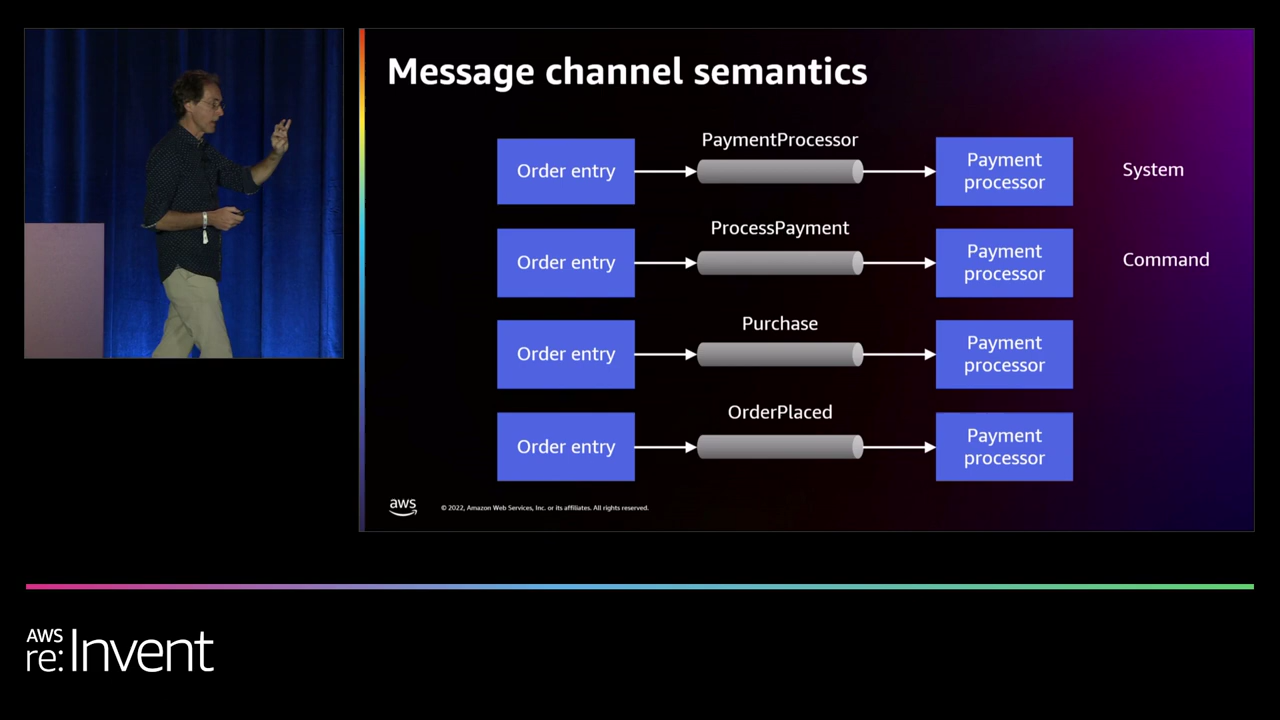 Message channel semantics
PaymentProcessor
Order entry
Payment
processor
System
ProcessPayment
Order entry
Payment
processor
Command
Purchase
Order entry
Payment
processor
OrderPlaced
Order entry
Payment
processor
aws
© 2022, Amazon Web Services, Inc. or its affiliates. All rights reserved.
AWS
re:Invent